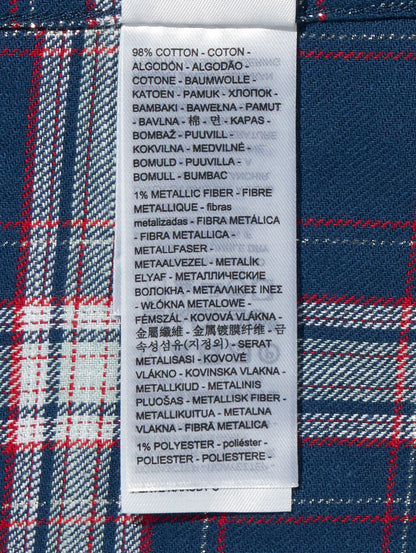 98% COTTON - COTON -
ALGODÓN - ALGODÃO -
COTONE - BAUMWOLLE -
KATOEN - PAMUK - ХЛОПОК -
ΒΑΜΒΑΚΙ - BAWEŁNA - PAMUT
- BAVLNA - 棉 - 면 - KAPAS -
BOMBAŽ - PUUVILL -
KOKVILNA - MEDVILNĖ -
BOMULD - PUUVILLA -
BOMULL - BUMBAC
1% METALLIC FIBER - FIBRE
METALLIQUE - fibras
metalizadas - FIBRA METÁLICA
- FIBRA METALLICA -
METALLFASER -
METAALVEZEL - METALİK
ELYAF - МЕТАЛЛИЧЕСКИЕ
ВОЛОКНА - ΜΕΤΑΛΛΙΚΕΣ ΙΝΕΣ
- WŁÓKNA METALOWE -
FÉMSZÁL - KOVOVÁ VLÁKNA -
金屬纖維 - 金属镀膜纤维 - 금
속성섬유(지정외) - SERAT
METALISASI - KOVOVÉ
VLÁKNO - KOVINSKA VLAKNA
- METALLKIUD - METALINIS
PLUOŠAS - METALLISK FIBER -
METALLIKUITUA - METALNA
VLAKNA - FIBRĂ METALICA
1% POLYESTER - poliéster -
POLIESTER - POLIESTERE -